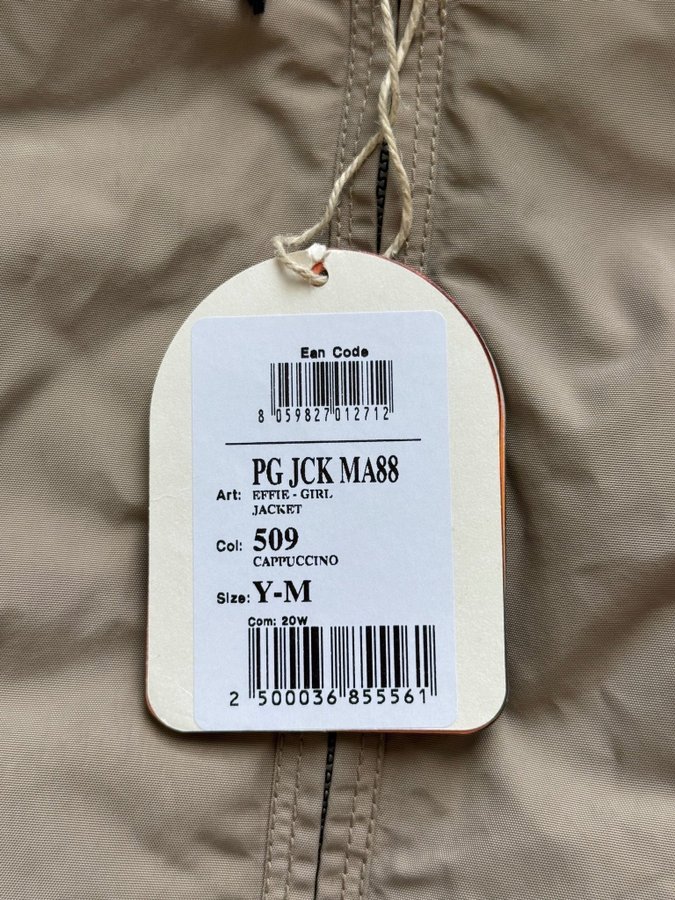 Ean Code
8 059827 012712
PG JCK MA88
Art: EFFIE - GIRL
JACKET
Col: 509
CAPPUCCINO
Size: Y-M
Com: 20W
2 500036 855561